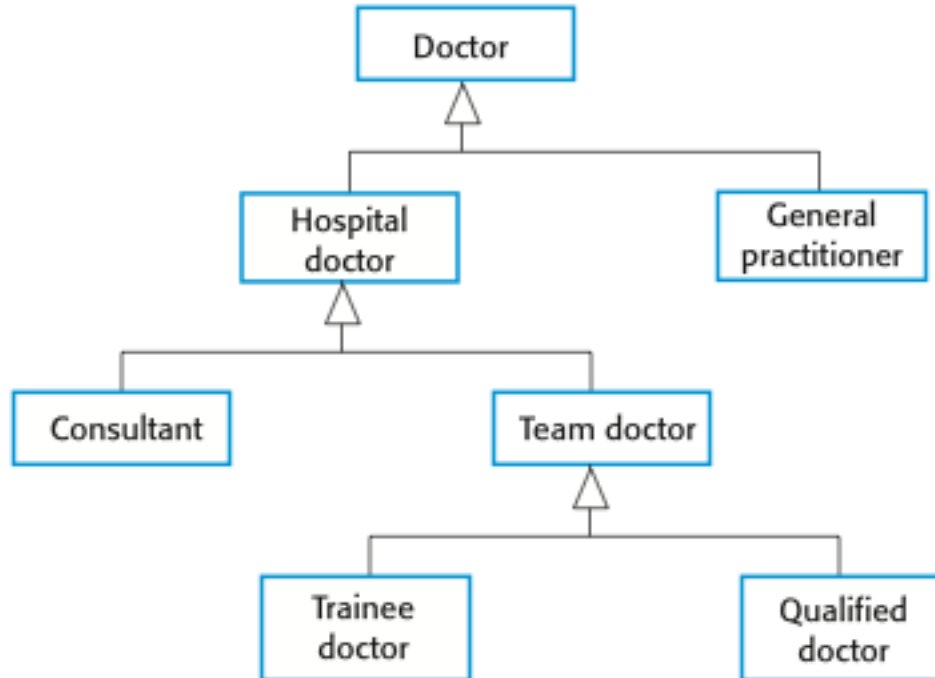 Doctor
Hospital
doctor
General
practitioner
Consultant
Team doctor
Trainee
doctor
Qualified
doctor